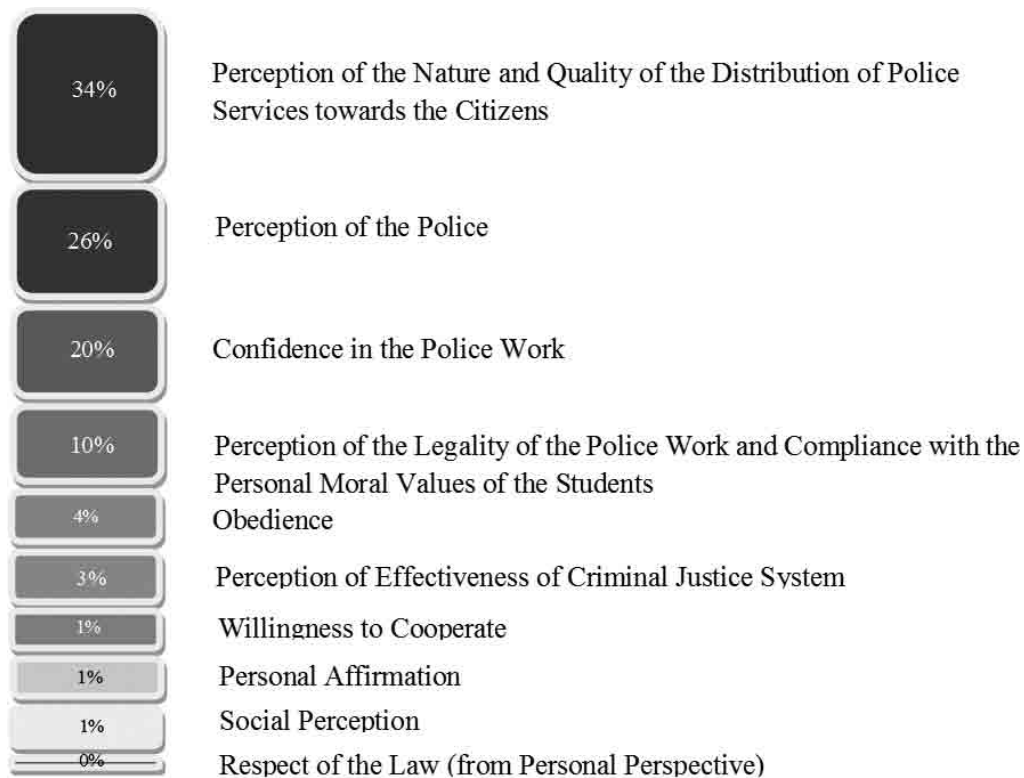 34%
Perception of the Nature and Quality of the Distribution of Police
Services towards the Citizens
26%
Perception of the Police
20%
Confidence in the Police Work
10%
Perception of the Legality of the Police Work and Compliance with the
Personal Moral Values of the Students
4%
Obedience
3%
Perception of Effectiveness of Criminal Justice System
1%
Willingness to Cooperate
1%
Personal Affirmation
1%
Social Perception
0%
Respect of the Law (from Personal Perspective)